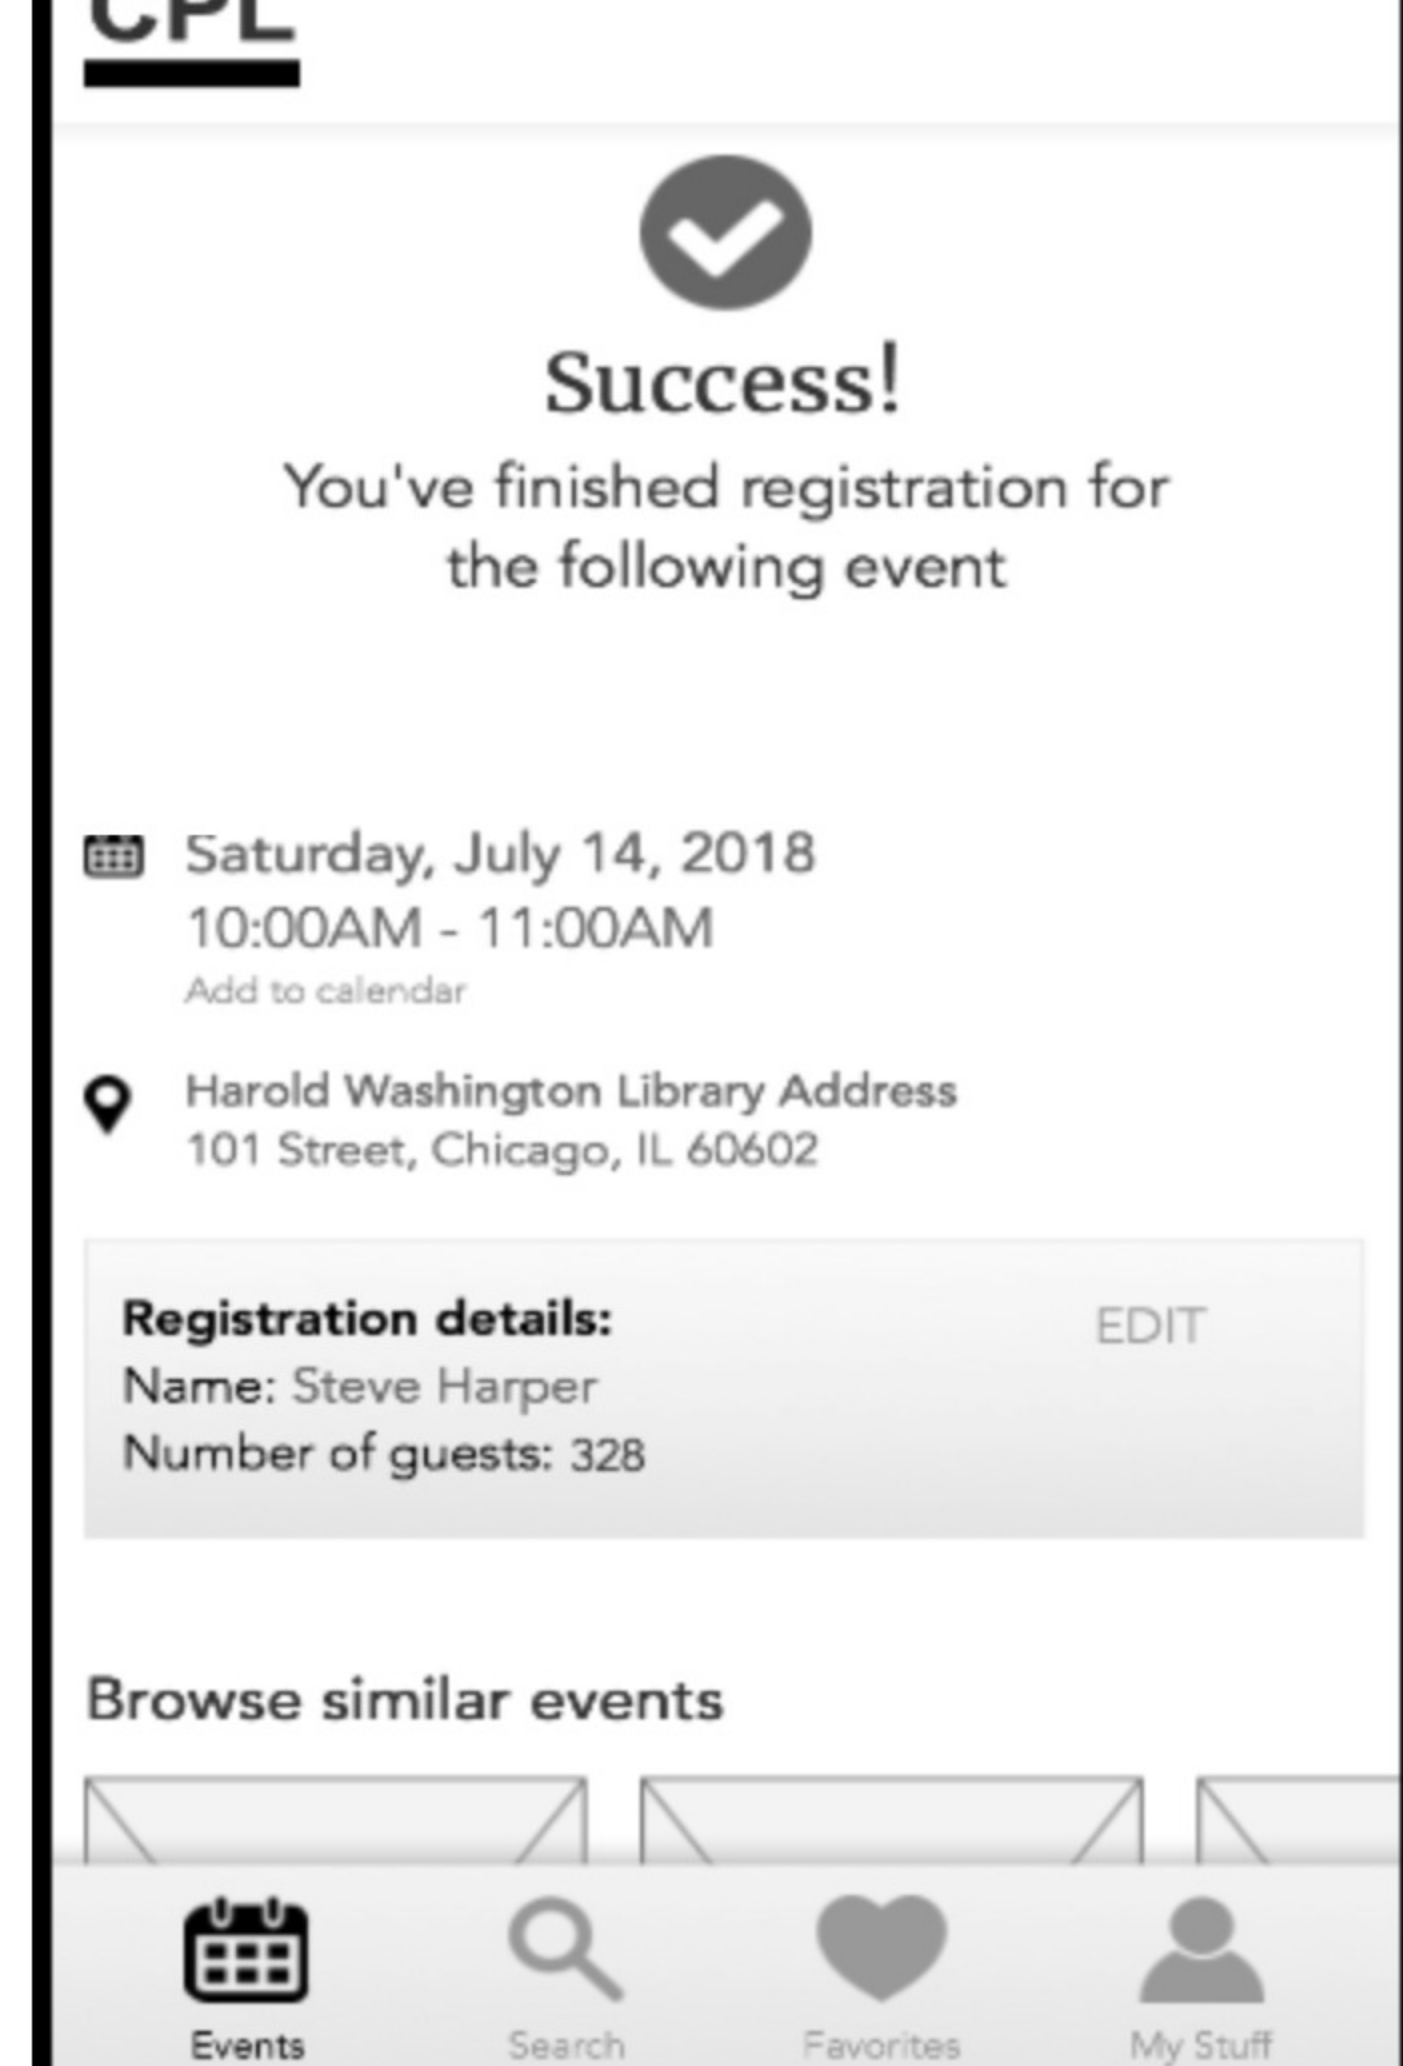 CPL
Success!
You've finished registration for
the following event
Saturday, July 14, 2018
10:00AM - 11:00AM
Add to calendar
Harold Washington Library Address
101 Street, Chicago, IL 60602
Registration details:
EDIT
Name: Steve Harper
Number of guests: 328
Browse similar events
Events
Search
Favorites
My Stuff